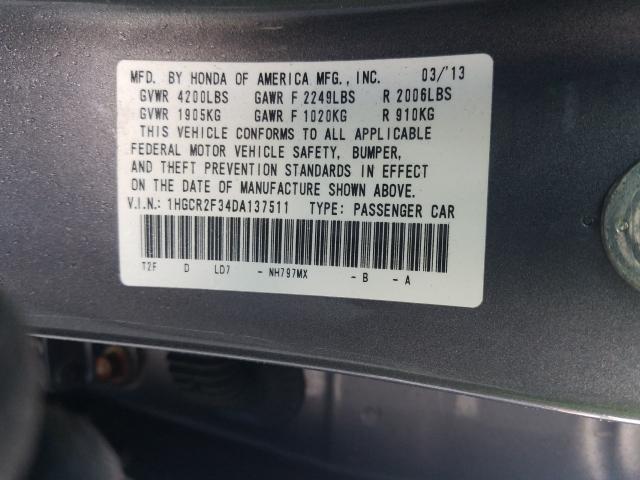 MFD. BY HONDA OF AMERICA MFG., INC. 03/'13
GVWR 4200LBS GAWR F 2249LBS R 2006LBS
GVWR 1905KG GAWR F 1020KG R 910KG
THIS VEHICLE CONFORMS TO ALL APPLICABLE
FEDERAL MOTOR VEHICLE SAFETY, BUMPER,
AND THEFT PREVENTION STANDARDS IN EFFECT
ON THE DATE OF MANUFACTURE SHOWN ABOVE.
V.I.N.: 1HGCR2F34DA137511 TYPE: PASSENGER CAR
T2F D LD7 - NH797MX - B - A